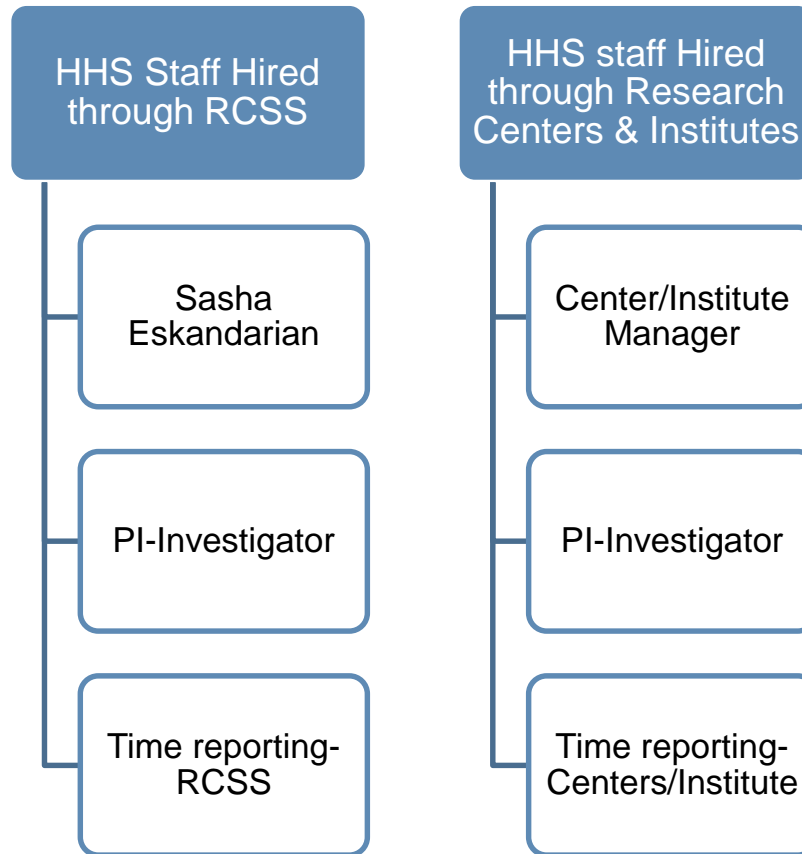 HHS Staff Hired
through RCSS
Sasha
Eskandarian
PI-Investigator
Time reporting-
RCSS
HHS staff Hired
through Research
Centers & Institutes
Center/Institute
Manager
PI-Investigator
Time reporting-
Centers/Institute